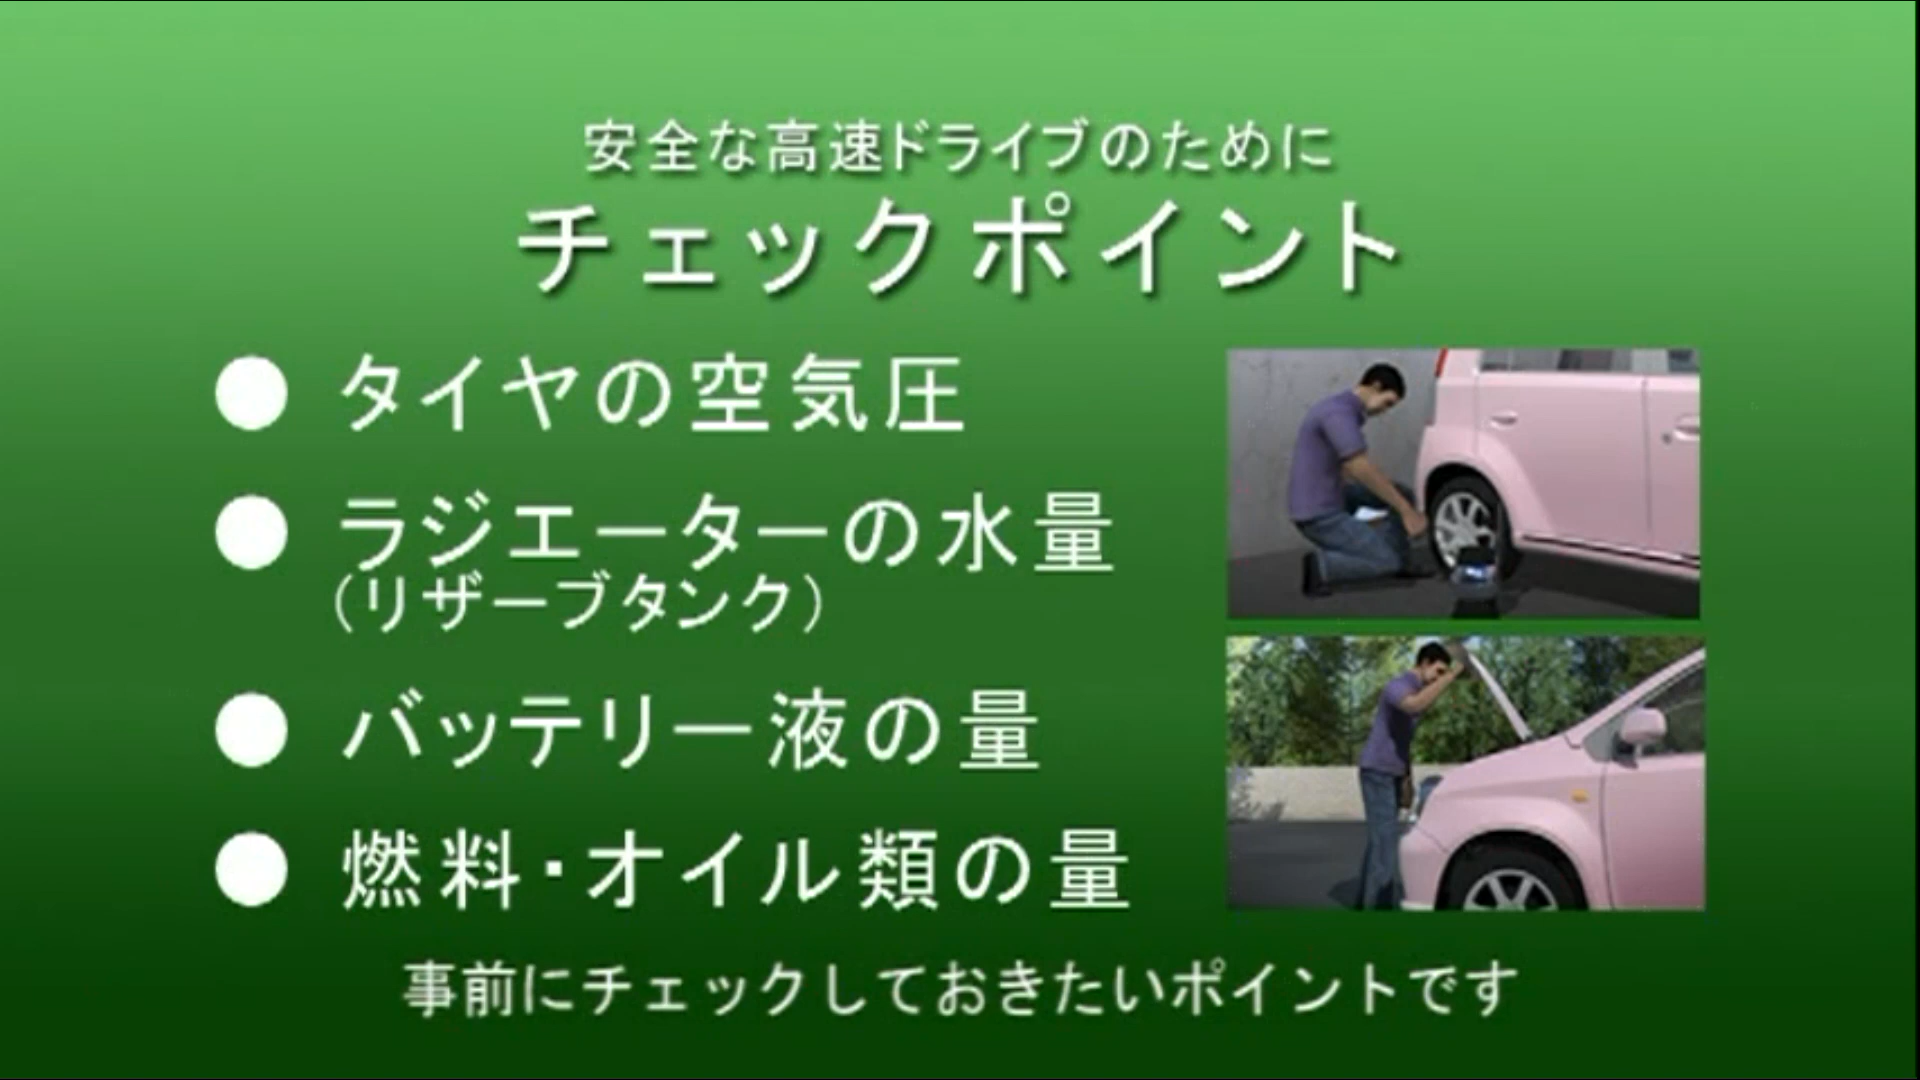 安全な高速ドライブのために
チェックポイント
● タイヤの空気圧
● ラジエーターの水量
(リザーブタンク)
● バッテリー液の量
● 燃料・オイル類の量
事前にチェックしておきたいポイントです